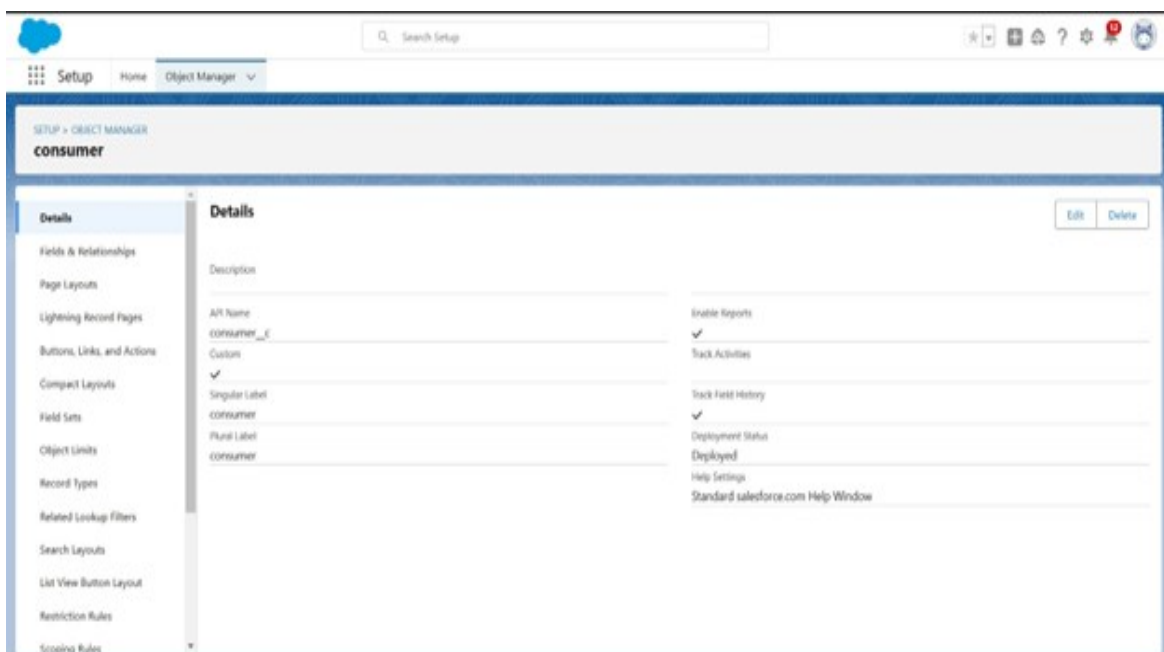 Search Setup
12
Setup Home Object Manager
SETUP > OBJECT MANAGER
consumer
Details
Fields & Relationships
Page Layouts
Lightning Record Pages
Buttons, Links, and Actions
Compact Layouts
Field Sets
Object Limits
Record Types
Related Lookup Filters
Search Layouts
List View Button Layout
Restriction Rules
Scoping Rules
Details
Edit Delete
Description
API Name
consumer__c
Custom
Singular Label
consumer
Plural Label
consumer
Enable Reports
Track Activities
Track Field History
Deployment Status
Deployed
Help Settings
Standard salesforce.com Help Window